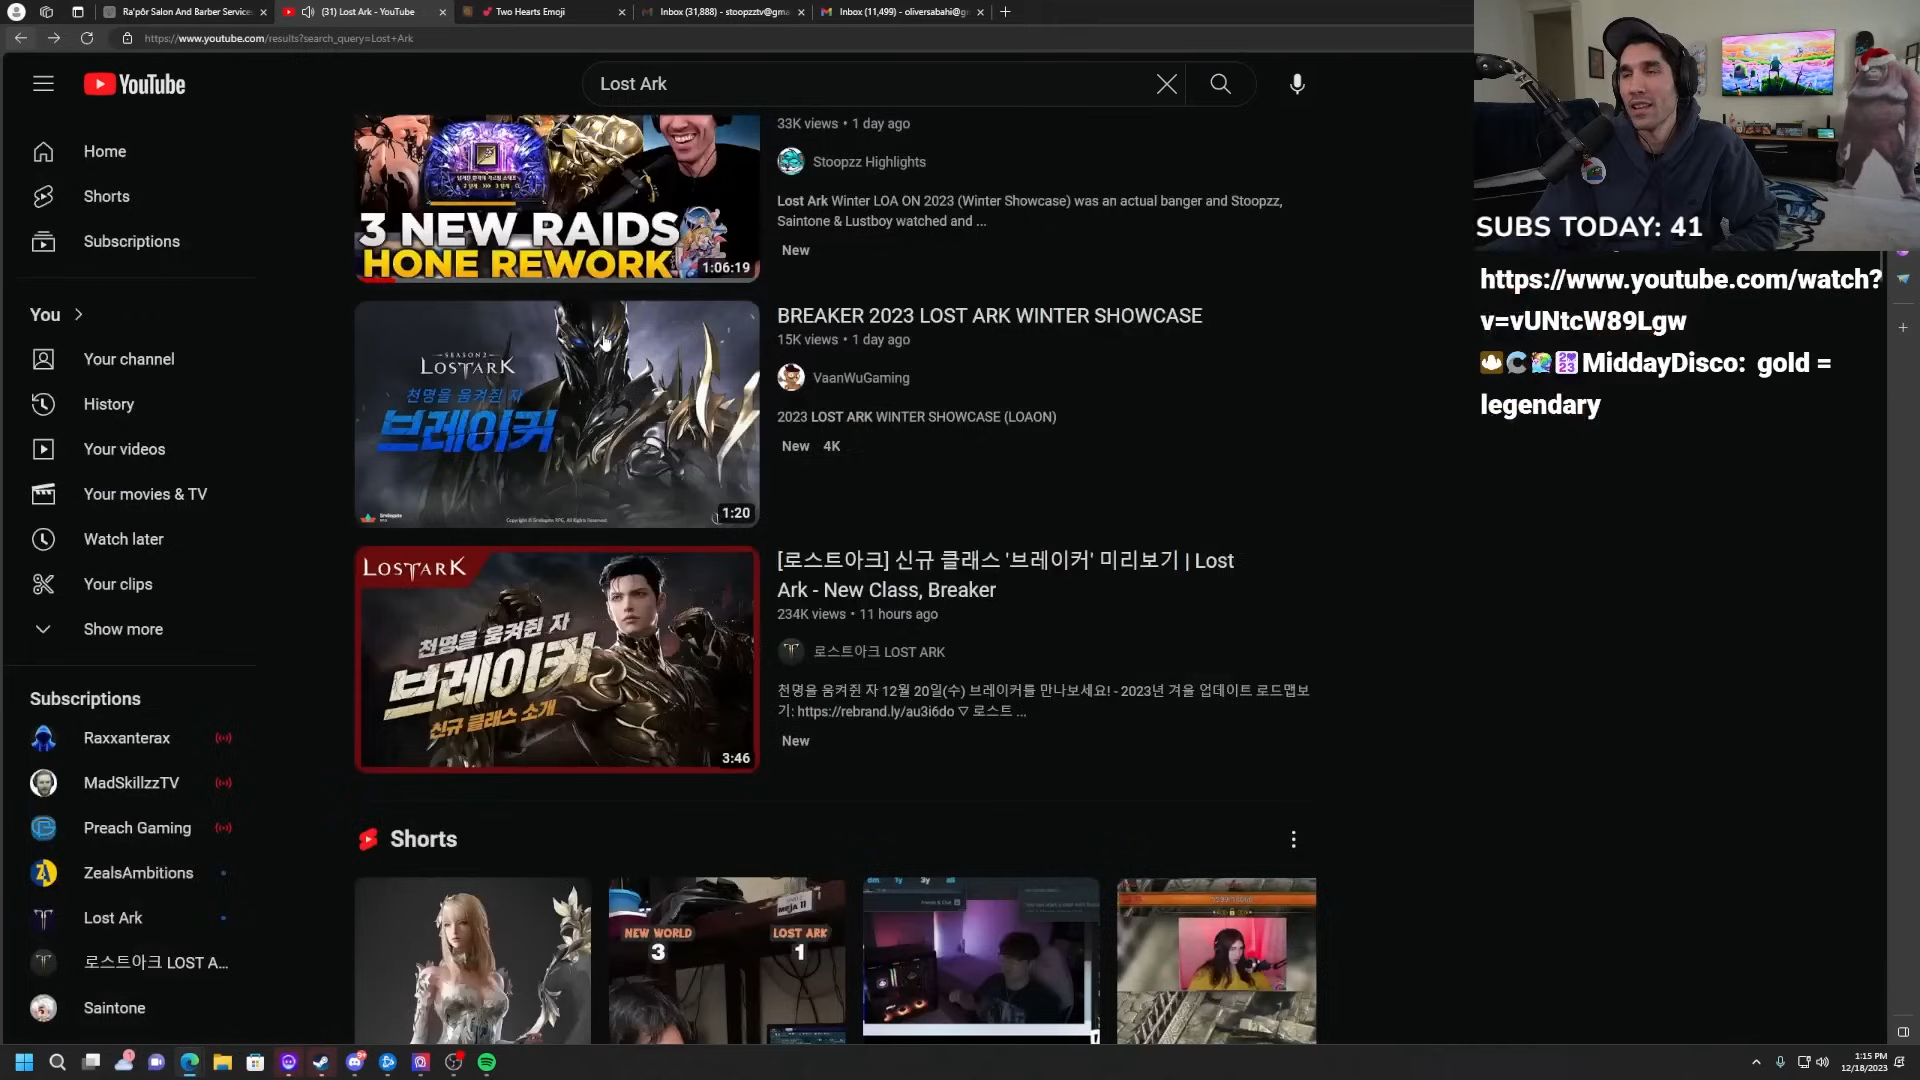 Ra'pôr Salon And Barber Service
(31) Lost Ark - YouTube
Two Hearts Emoji
Inbox (31,888) - stoopzztv@gma
Inbox (11,499) - oliversabahi@g
https://www.youtube.com/results?search_query=Lost+Ark
YouTube
Lost Ark
Home
Shorts
Subscriptions
You
Your channel
History
Your videos
Your movies & TV
Watch later
Your clips
Show more
Subscriptions
Raxxanterax
MadSkillzzTV
Preach Gaming
ZealsAmbitions
Lost Ark
로스트아크 LOST A...
Saintone
3 NEW RAIDS
HONE REWORK
1:06:19
33K views • 1 day ago
Stoopzz Highlights
Lost Ark Winter LOA ON 2023 (Winter Showcase) was an actual banger and Stoopzz,
Saintone & Lustboy watched and ...
New
SEASON2
LOSTARK
천명을 움켜쥔 자
브레이커
1:20
BREAKER 2023 LOST ARK WINTER SHOWCASE
15K views • 1 day ago
VaanWuGaming
2023 LOST ARK WINTER SHOWCASE (LOAON)
New 4K
LOSTARK
천명을 움켜쥔 자
브레이커
신규 클래스 소개
3:46
[로스트아크] 신규 클래스 '브레이커' 미리보기 | Lost
Ark - New Class, Breaker
234K views • 11 hours ago
로스트아크 LOST ARK
천명을 움켜쥔 자 12월 20일(수) 브레이커를 만나보세요! - 2023년 겨울 업데이트 로드맵보
기: https://rebrand.ly/au3i6do ▽ 로스트 ...
New
Shorts
NEW WORLD
3
LOST ARK
1
SUBS TODAY: 41
https://www.youtube.com/watch?
v=vUNtcW89Lgw
MiddayDisco: gold =
legendary
1:15 PM
12/18/2023